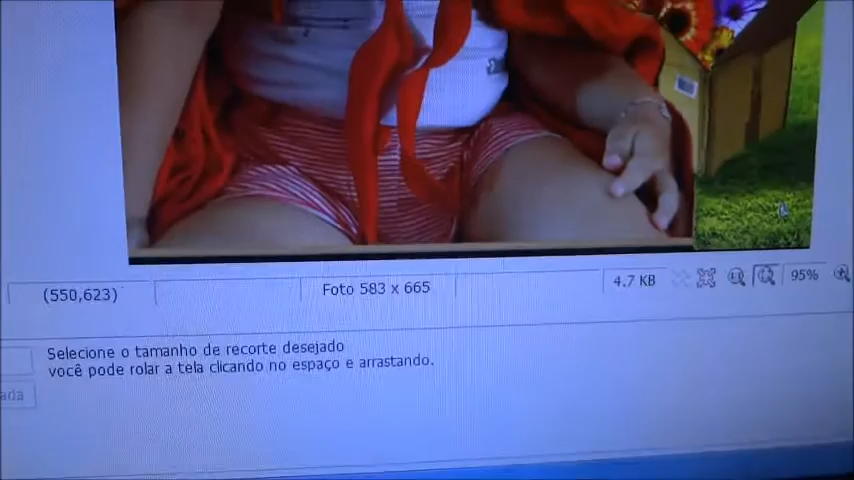 (550,623)
Foto 583 x 665
4.7 KB
95%
Selecione o tamanho de recorte desejado
você pode rolar a tela clicando no espaço e arrastando.
ada